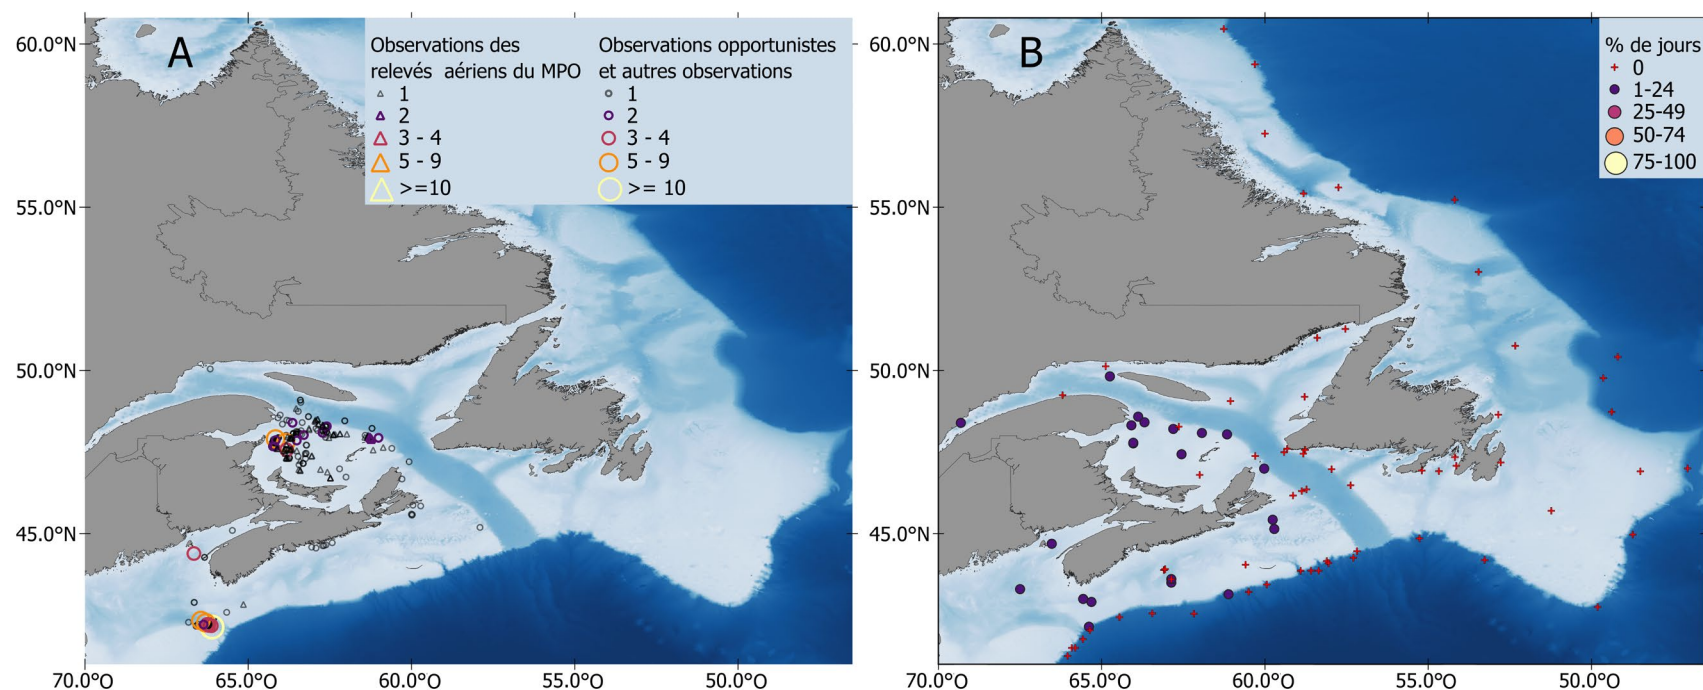 A
Observations des
relevés aériens du MPO
1
2
3 - 4
5 - 9
>=10
Observations opportunistes
et autres observations
1
2
3 - 4
5 - 9
>= 10
60.0°N
55.0°N
50.0°N
45.0°N
70.0°O
65.0°O
60.0°O
55.0°O
50.0°O
B
% de jours
0
1-24
25-49
50-74
75-100
60.0°N
55.0°N
50.0°N
45.0°N
70.0°O
65.0°O
60.0°O
55.0°O
50.0°O